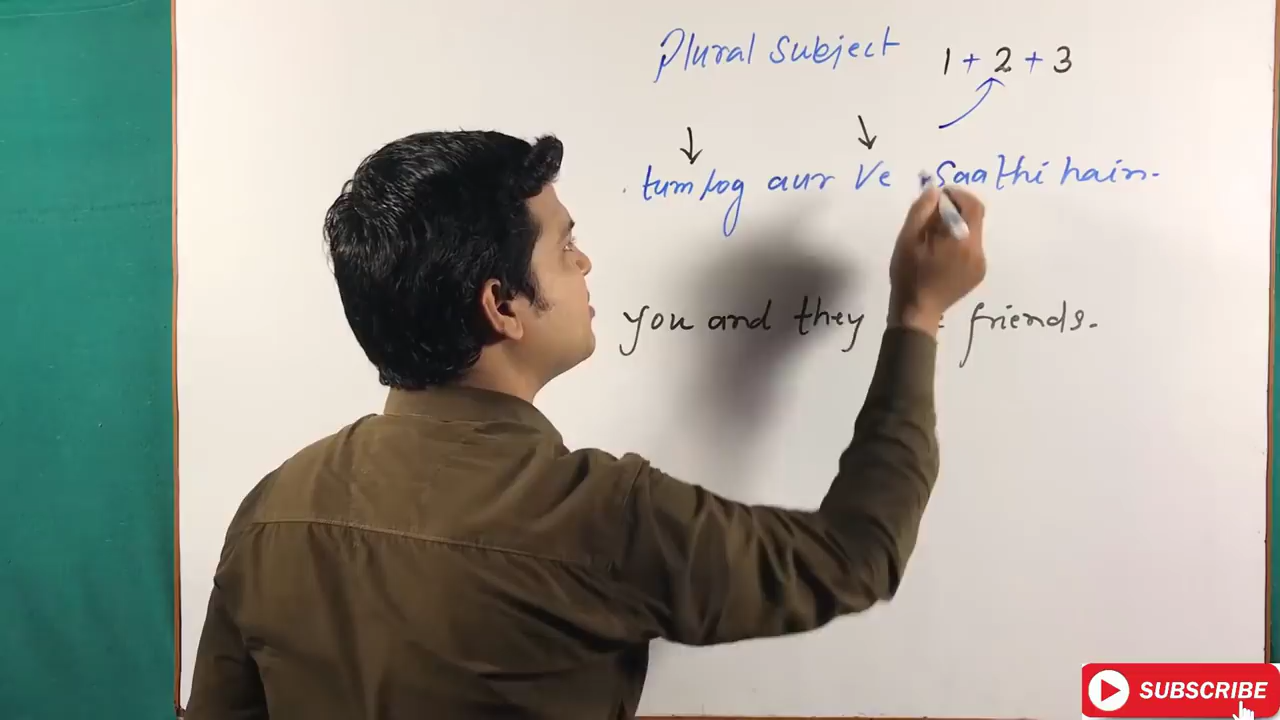 Plural Subject 1 + 2 + 3
tum log aur Ve Saathi hain.
you and they friends.
SUBSCRIBE